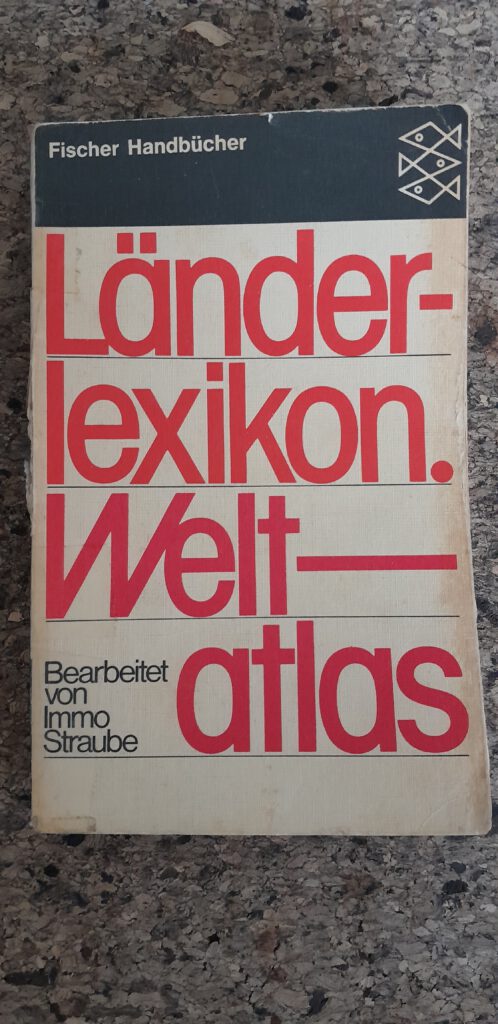 Fischer Handbücher
Länder-
lexikon.
Welt—
atlas
Bearbeitet
von
Immo
Straube